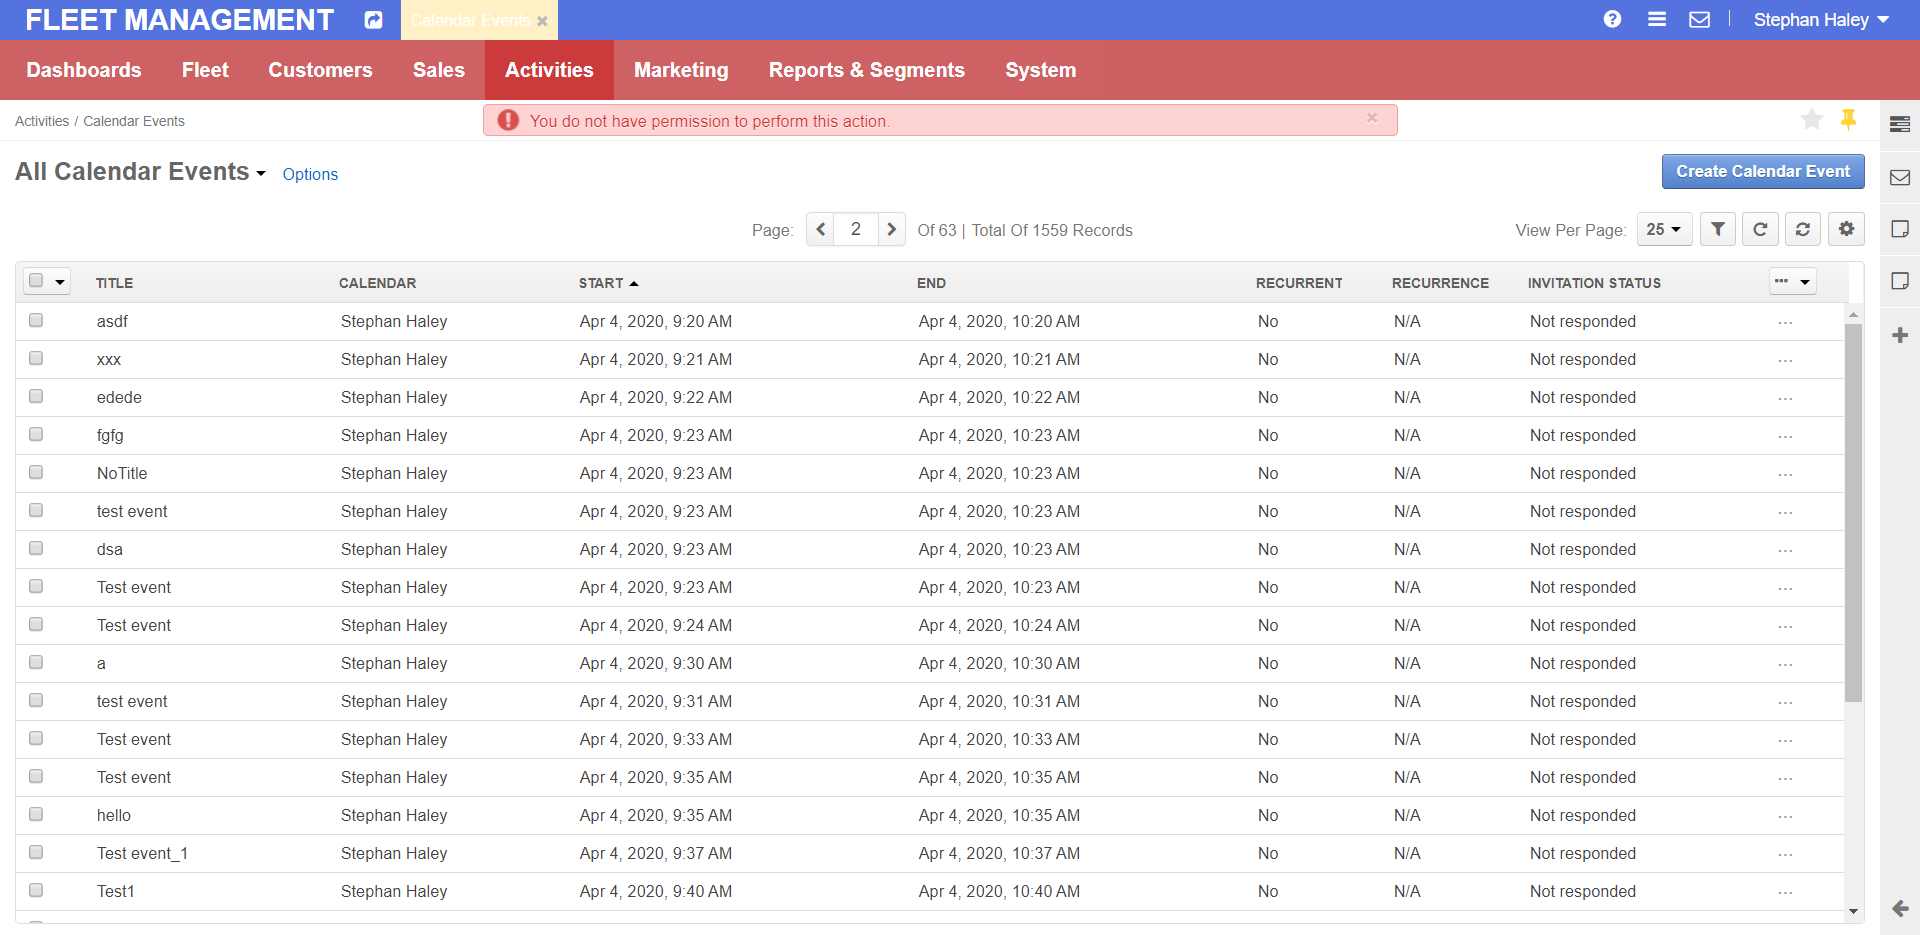 FLEET MANAGEMENT Calendar Events Stephan Haley
Dashboards Fleet Customers Sales Activities Marketing Reports & Segments System
Activities / Calendar Events
You do not have permission to perform this action.
All Calendar Events Options
Create Calendar Event
Page: 2 Of 63 | Total Of 1559 Records View Per Page: 25
TITLE CALENDAR START END RECURRENT RECURRENCE INVITATION STATUS
asdf Stephan Haley Apr 4, 2020, 9:20 AM Apr 4, 2020, 10:20 AM No N/A Not responded
xxx Stephan Haley Apr 4, 2020, 9:21 AM Apr 4, 2020, 10:21 AM No N/A Not responded
edede Stephan Haley Apr 4, 2020, 9:22 AM Apr 4, 2020, 10:22 AM No N/A Not responded
fgfg Stephan Haley Apr 4, 2020, 9:23 AM Apr 4, 2020, 10:23 AM No N/A Not responded
NoTitle Stephan Haley Apr 4, 2020, 9:23 AM Apr 4, 2020, 10:23 AM No N/A Not responded
test event Stephan Haley Apr 4, 2020, 9:23 AM Apr 4, 2020, 10:23 AM No N/A Not responded
dsa Stephan Haley Apr 4, 2020, 9:23 AM Apr 4, 2020, 10:23 AM No N/A Not responded
Test event Stephan Haley Apr 4, 2020, 9:23 AM Apr 4, 2020, 10:23 AM No N/A Not responded
Test event Stephan Haley Apr 4, 2020, 9:24 AM Apr 4, 2020, 10:24 AM No N/A Not responded
a Stephan Haley Apr 4, 2020, 9:30 AM Apr 4, 2020, 10:30 AM No N/A Not responded
test event Stephan Haley Apr 4, 2020, 9:31 AM Apr 4, 2020, 10:31 AM No N/A Not responded
Test event Stephan Haley Apr 4, 2020, 9:33 AM Apr 4, 2020, 10:33 AM No N/A Not responded
Test event Stephan Haley Apr 4, 2020, 9:35 AM Apr 4, 2020, 10:35 AM No N/A Not responded
hello Stephan Haley Apr 4, 2020, 9:35 AM Apr 4, 2020, 10:35 AM No N/A Not responded
Test event_1 Stephan Haley Apr 4, 2020, 9:37 AM Apr 4, 2020, 10:37 AM No N/A Not responded
Test1 Stephan Haley Apr 4, 2020, 9:40 AM Apr 4, 2020, 10:40 AM No N/A Not responded